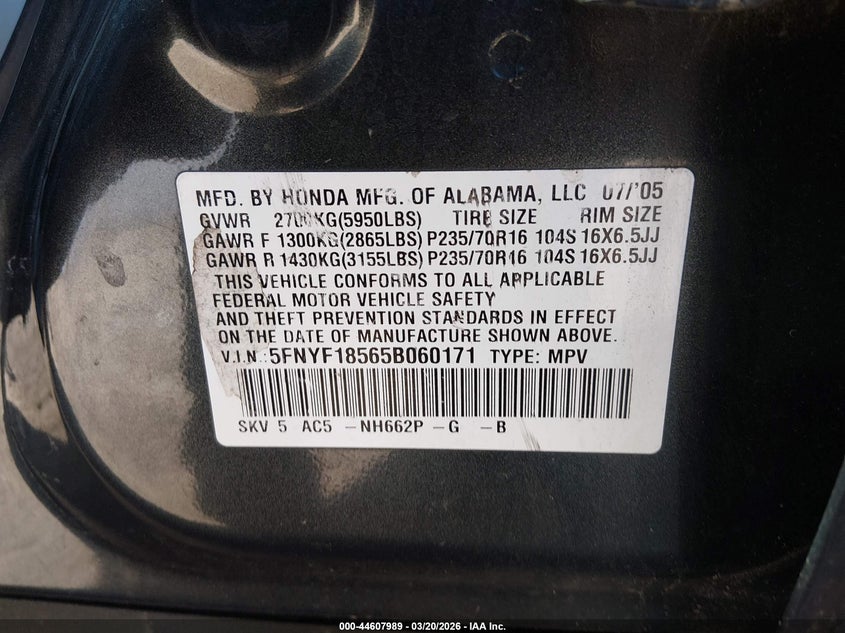 MFD. BY HONDA MFG. OF ALABAMA, LLC 07/'05
GVWR 2700KG(5950LBS) TIRE SIZE RIM SIZE
GAWR F 1300KG(2865LBS) P235/70R16 104S 16X6.5JJ
GAWR R 1430KG(3155LBS) P235/70R16 104S 16X6.5JJ
THIS VEHICLE CONFORMS TO ALL APPLICABLE
FEDERAL MOTOR VEHICLE SAFETY
AND THEFT PREVENTION STANDARDS IN EFFECT
ON THE DATE OF MANUFACTURE SHOWN ABOVE.
V.I.N.:5FNYF18565B060171 TYPE: MPV
SKV 5 AC5 -NH662P -G -B
000-44607989 — 03/20/2026 — IAA Inc.